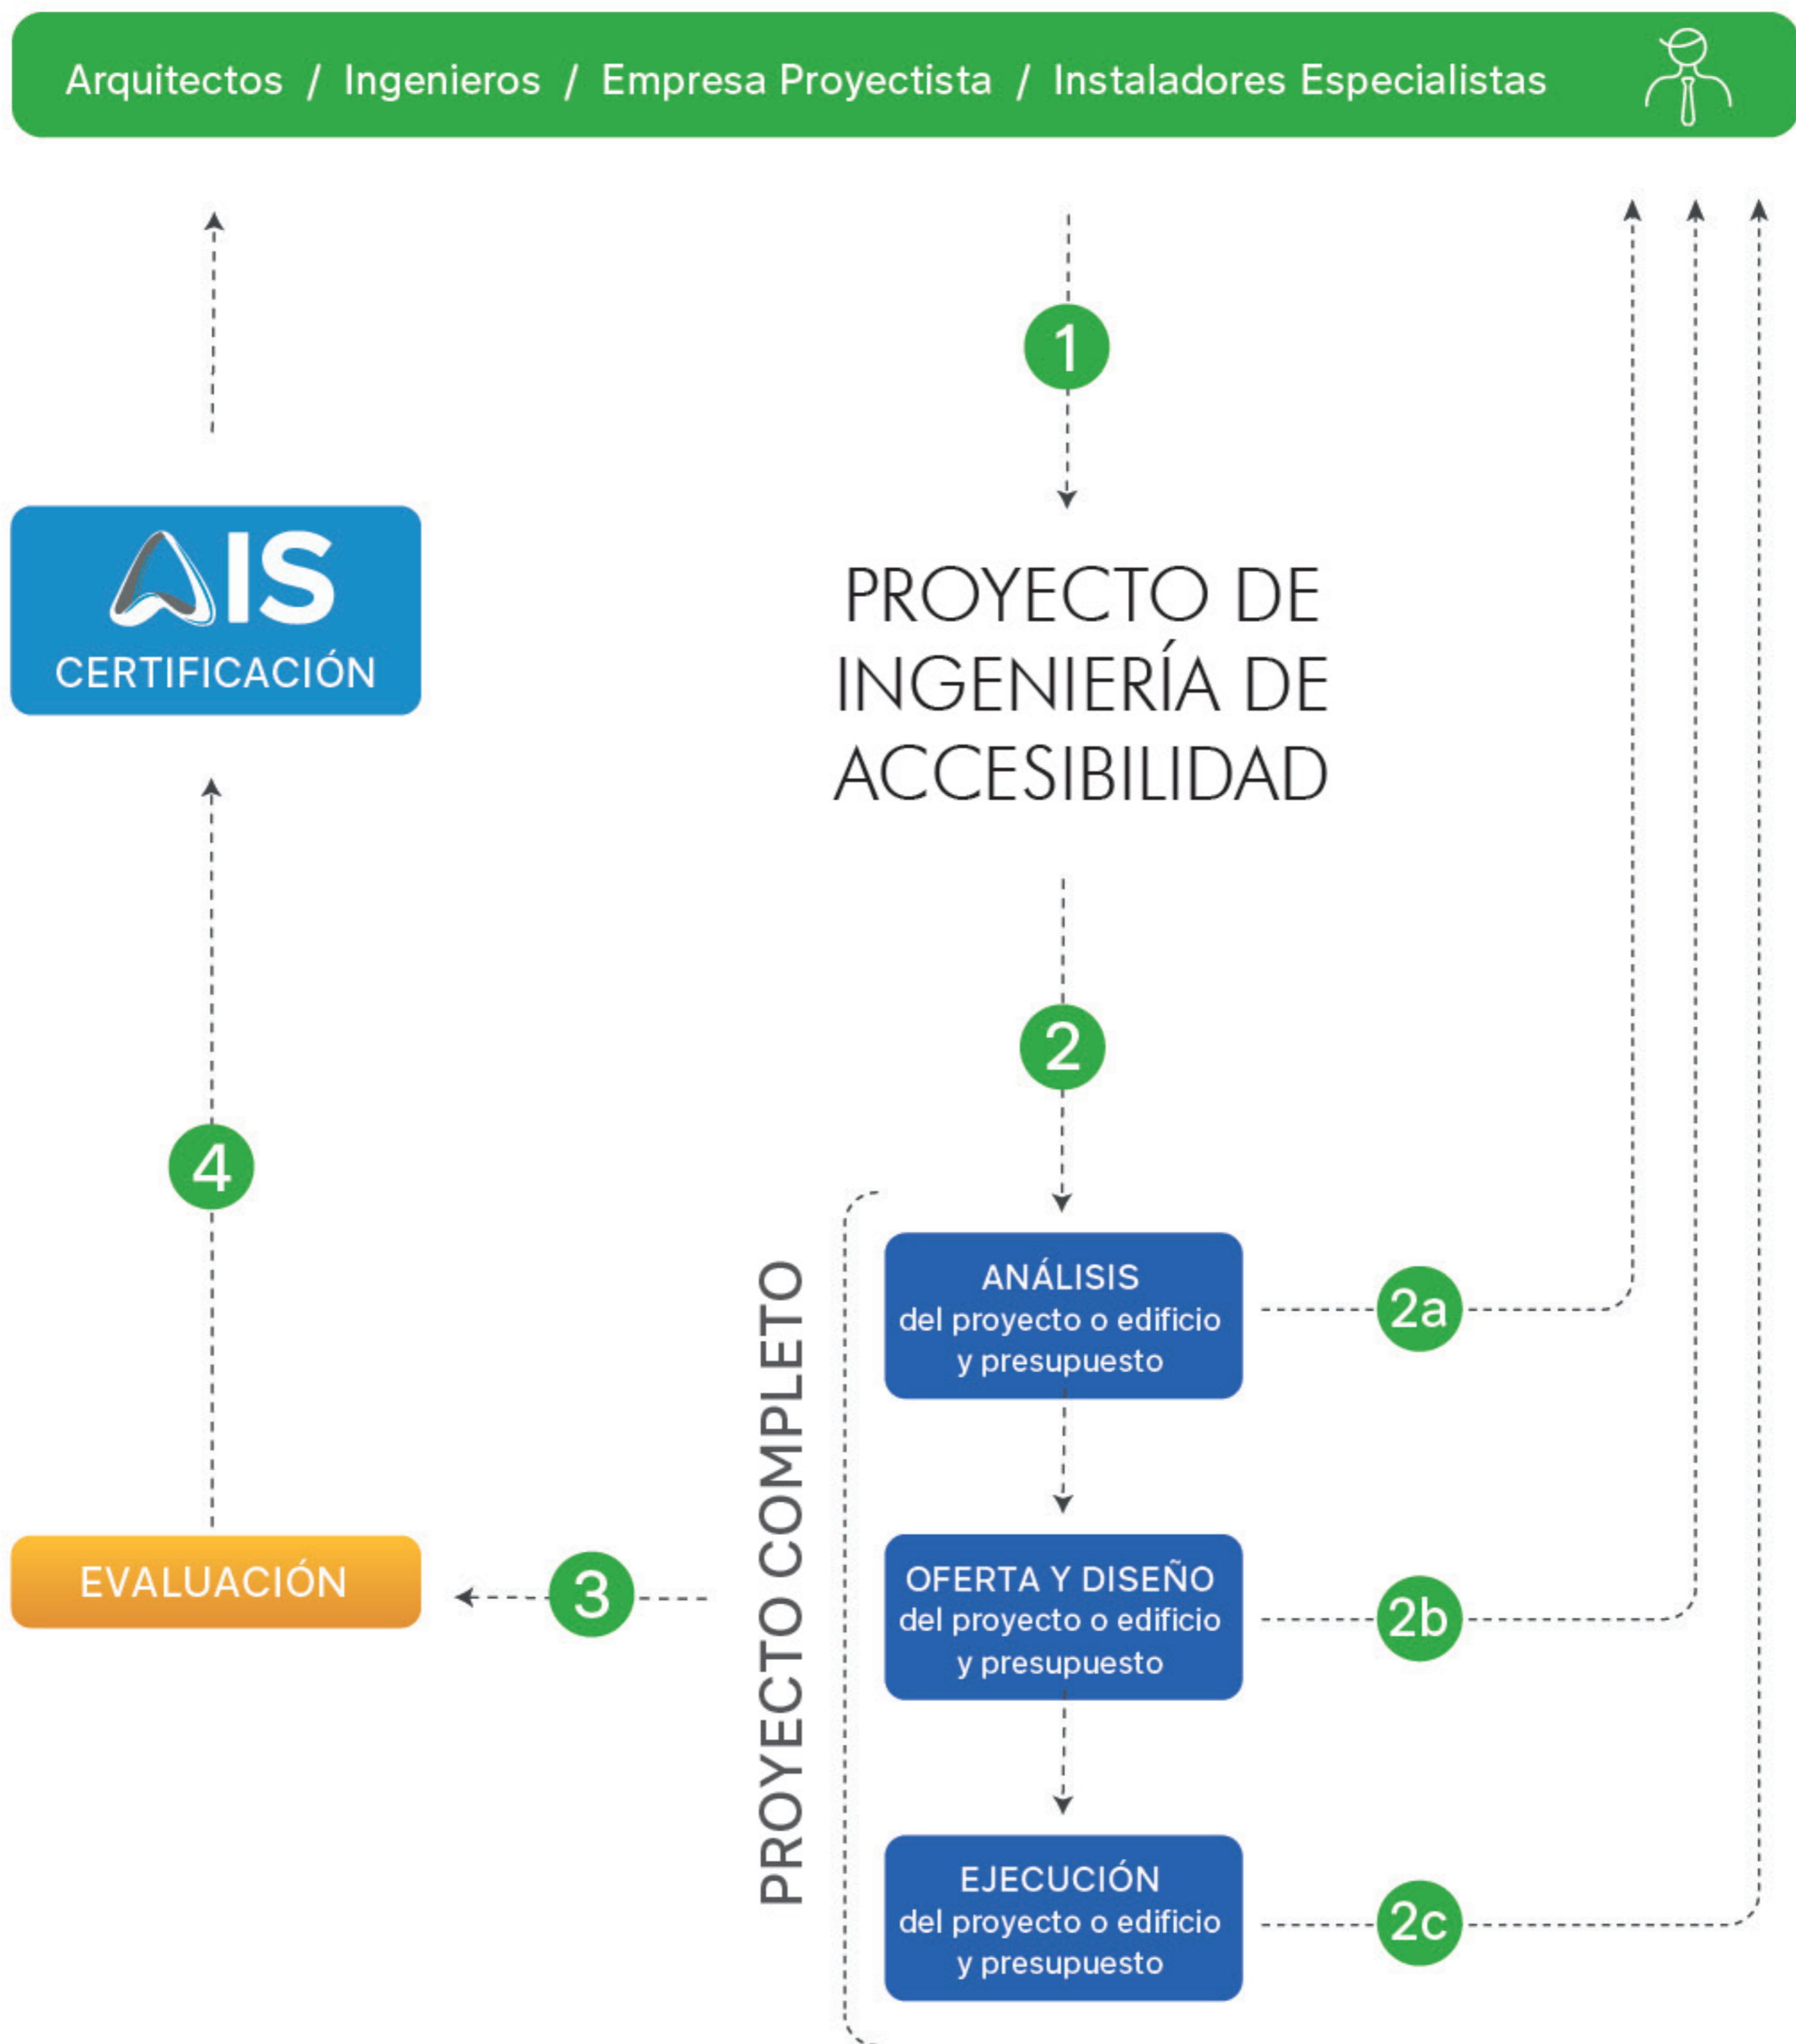 Arquitectos / Ingenieros / Empresa Proyectista / Instaladores Especialistas
1
AIS
CERTIFICACIÓN
PROYECTO DE
INGENIERÍA DE
ACCESIBILIDAD
2
4
PROYECTO COMPLETO
ANÁLISIS
del proyecto o edificio
y presupuesto
2a
EVALUACIÓN
3
OFERTA Y DISEÑO
del proyecto o edificio
y presupuesto
2b
EJECUCIÓN
del proyecto o edificio
y presupuesto
2c